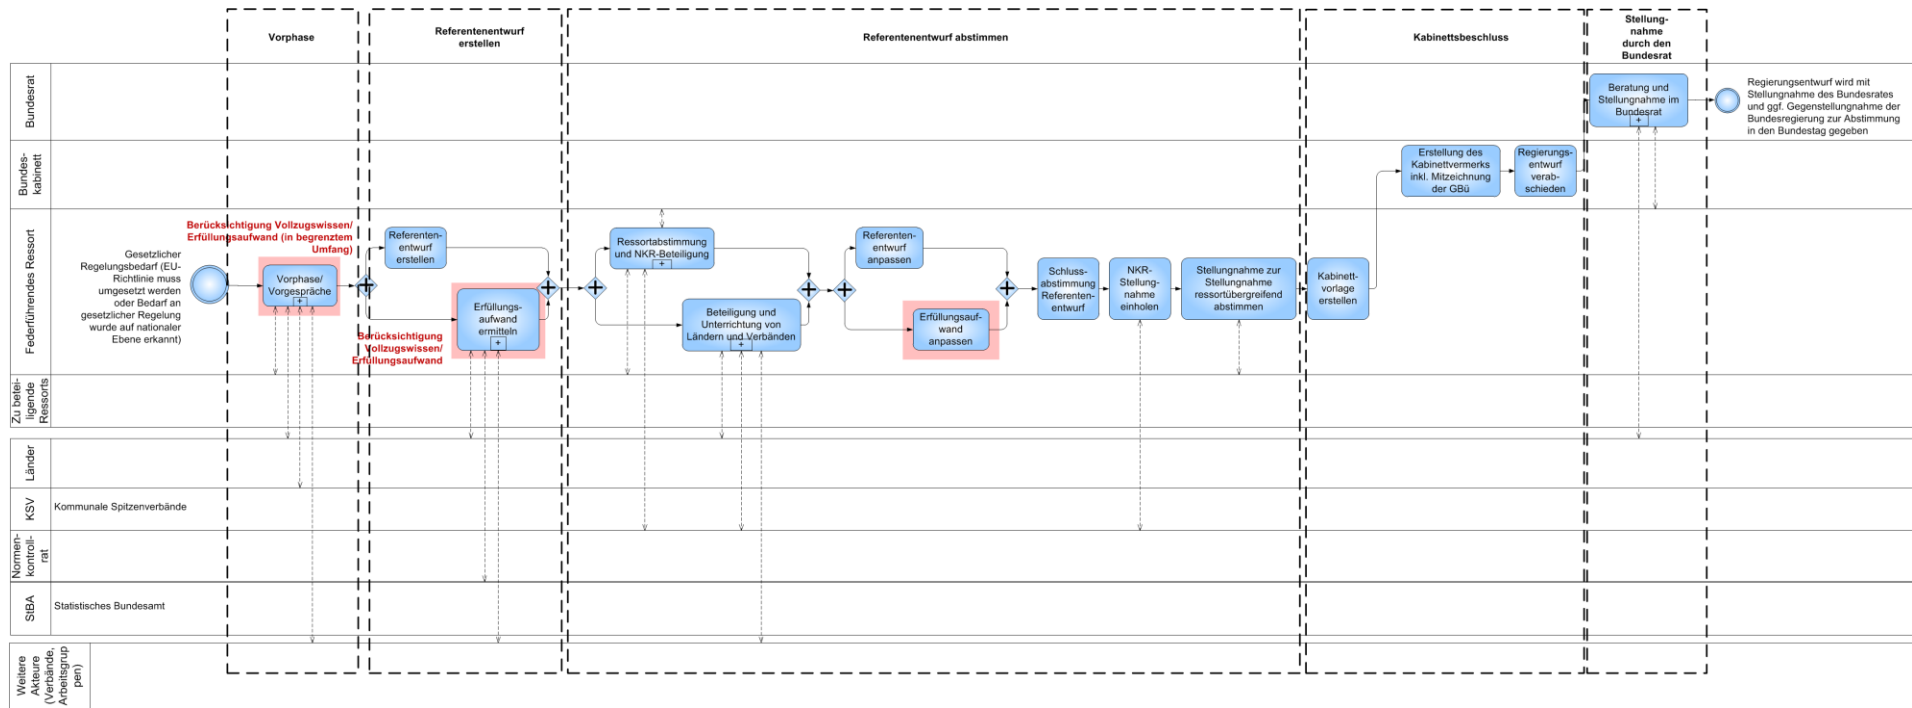 Vorphase
Referentenentwurf
erstellen
Referentenentwurf abstimmen
Kabinettsbeschluss
Stellung-
nahme
durch den
Bundesrat
Bundesrat
Beratung und
Stellungnahme im
Bundesrat
+
Regierungsentwurf wird mit
Stellungnahme des Bundesrates
und ggf. Gegenstellungnahme der
Bundesregierung zur Abstimmung
in den Bundestag gegeben
Bundes-
kabinett
Erstellung des
Kabinettvermerks
inkl. Mitzeichnung
der GBü
Regierungs-
entwurf
verab-
schieden
Federführendes Ressort
Gesetzlicher
Regelungsbedarf (EU-
Richtlinie muss
umgesetzt werden
oder Bedarf an
gesetzlicher Regelung
wurde auf nationaler
Ebene erkannt)
Berücksichtigung Vollzugswissen/
Erfüllungsaufwand (in begrenztem
Umfang)
Vorphase/
Vorgespräche
+
Referenten-
entwurf
erstellen
Erfüllungs-
aufwand
ermitteln
+
Berücksichtigung
Vollzugswissen/
Erfüllungsaufwand
Ressortabstimmung
und NKR-Beteiligung
+
Beteiligung und
Unterrichtung von
Ländern und Verbänden
+
Referenten-
entwurf
anpassen
Erfüllungsauf-
wand
anpassen
Schluss-
abstimmung
Referenten-
entwurf
NKR-
Stellung-
nahme
einholen
Stellungnahme zur
Stellungnahme
ressortübergreifend
abstimmen
Kabinett-
vorlage
erstellen
Zu betei-
ligende
Ressorts
Länder
KSV
Kommunale Spitzenverbände
Normen-
kontroll-
rat
StBA
Statistisches Bundesamt
Weitere
Akteure
(Verbände,
Arbeitsgrup
pen)